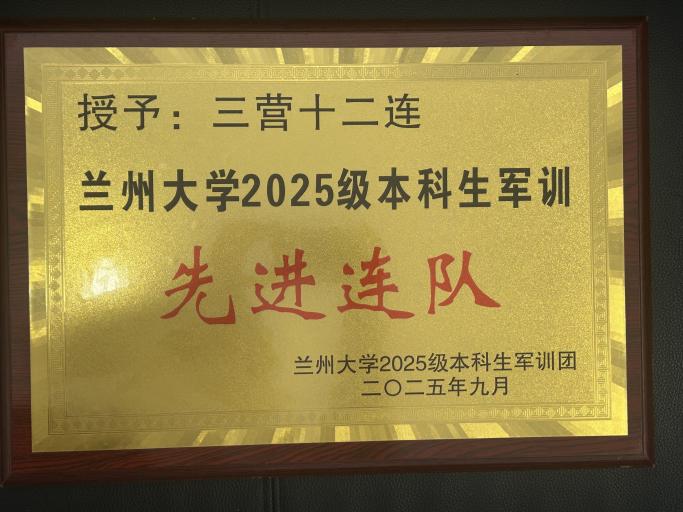 授予：三营十二连
兰州大学2025级本科生军训
先进连队
兰州大学2025级本科生军训团
二〇二五年九月